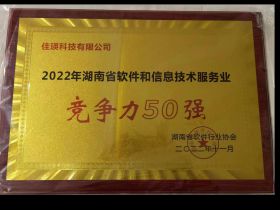 佳瑛科技有限公司
2022年湖南省软件和信息技术服务业
竞争力50强
湖南省软件行业协会
二〇二二年十一月